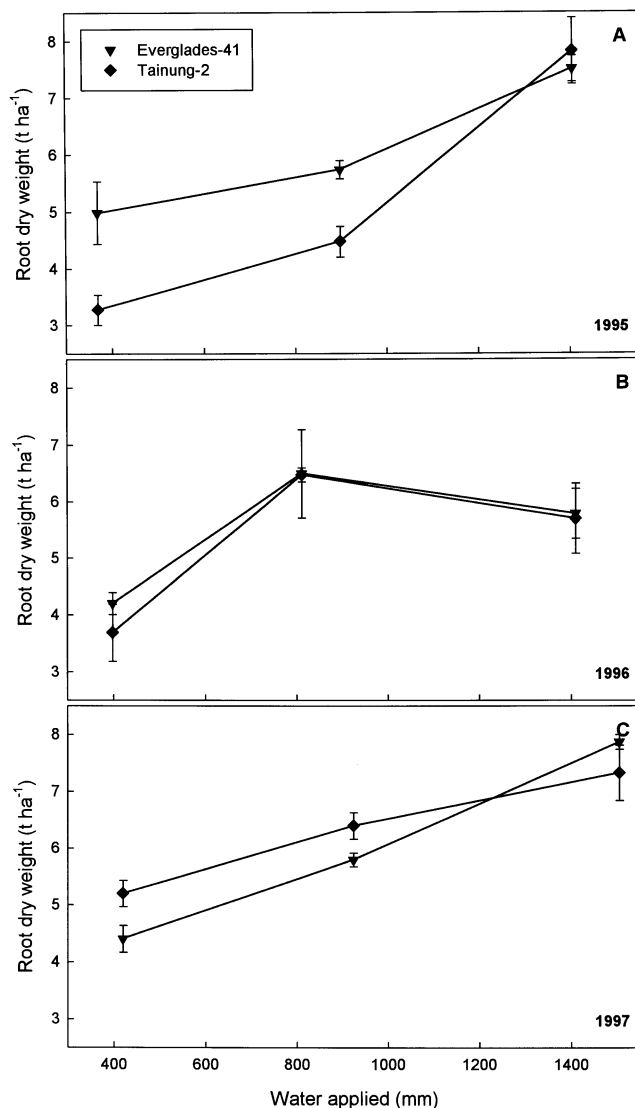 A
Everglades-41
Tainung-2
8
7
6
5
4
3
Root dry weight (t ha⁻¹)
1995
B
8
7
6
5
4
3
Root dry weight (t ha⁻¹)
1996
C
8
7
6
5
4
3
Root dry weight (t ha⁻¹)
1997
400 600 800 1000 1200 1400
Water applied (mm)